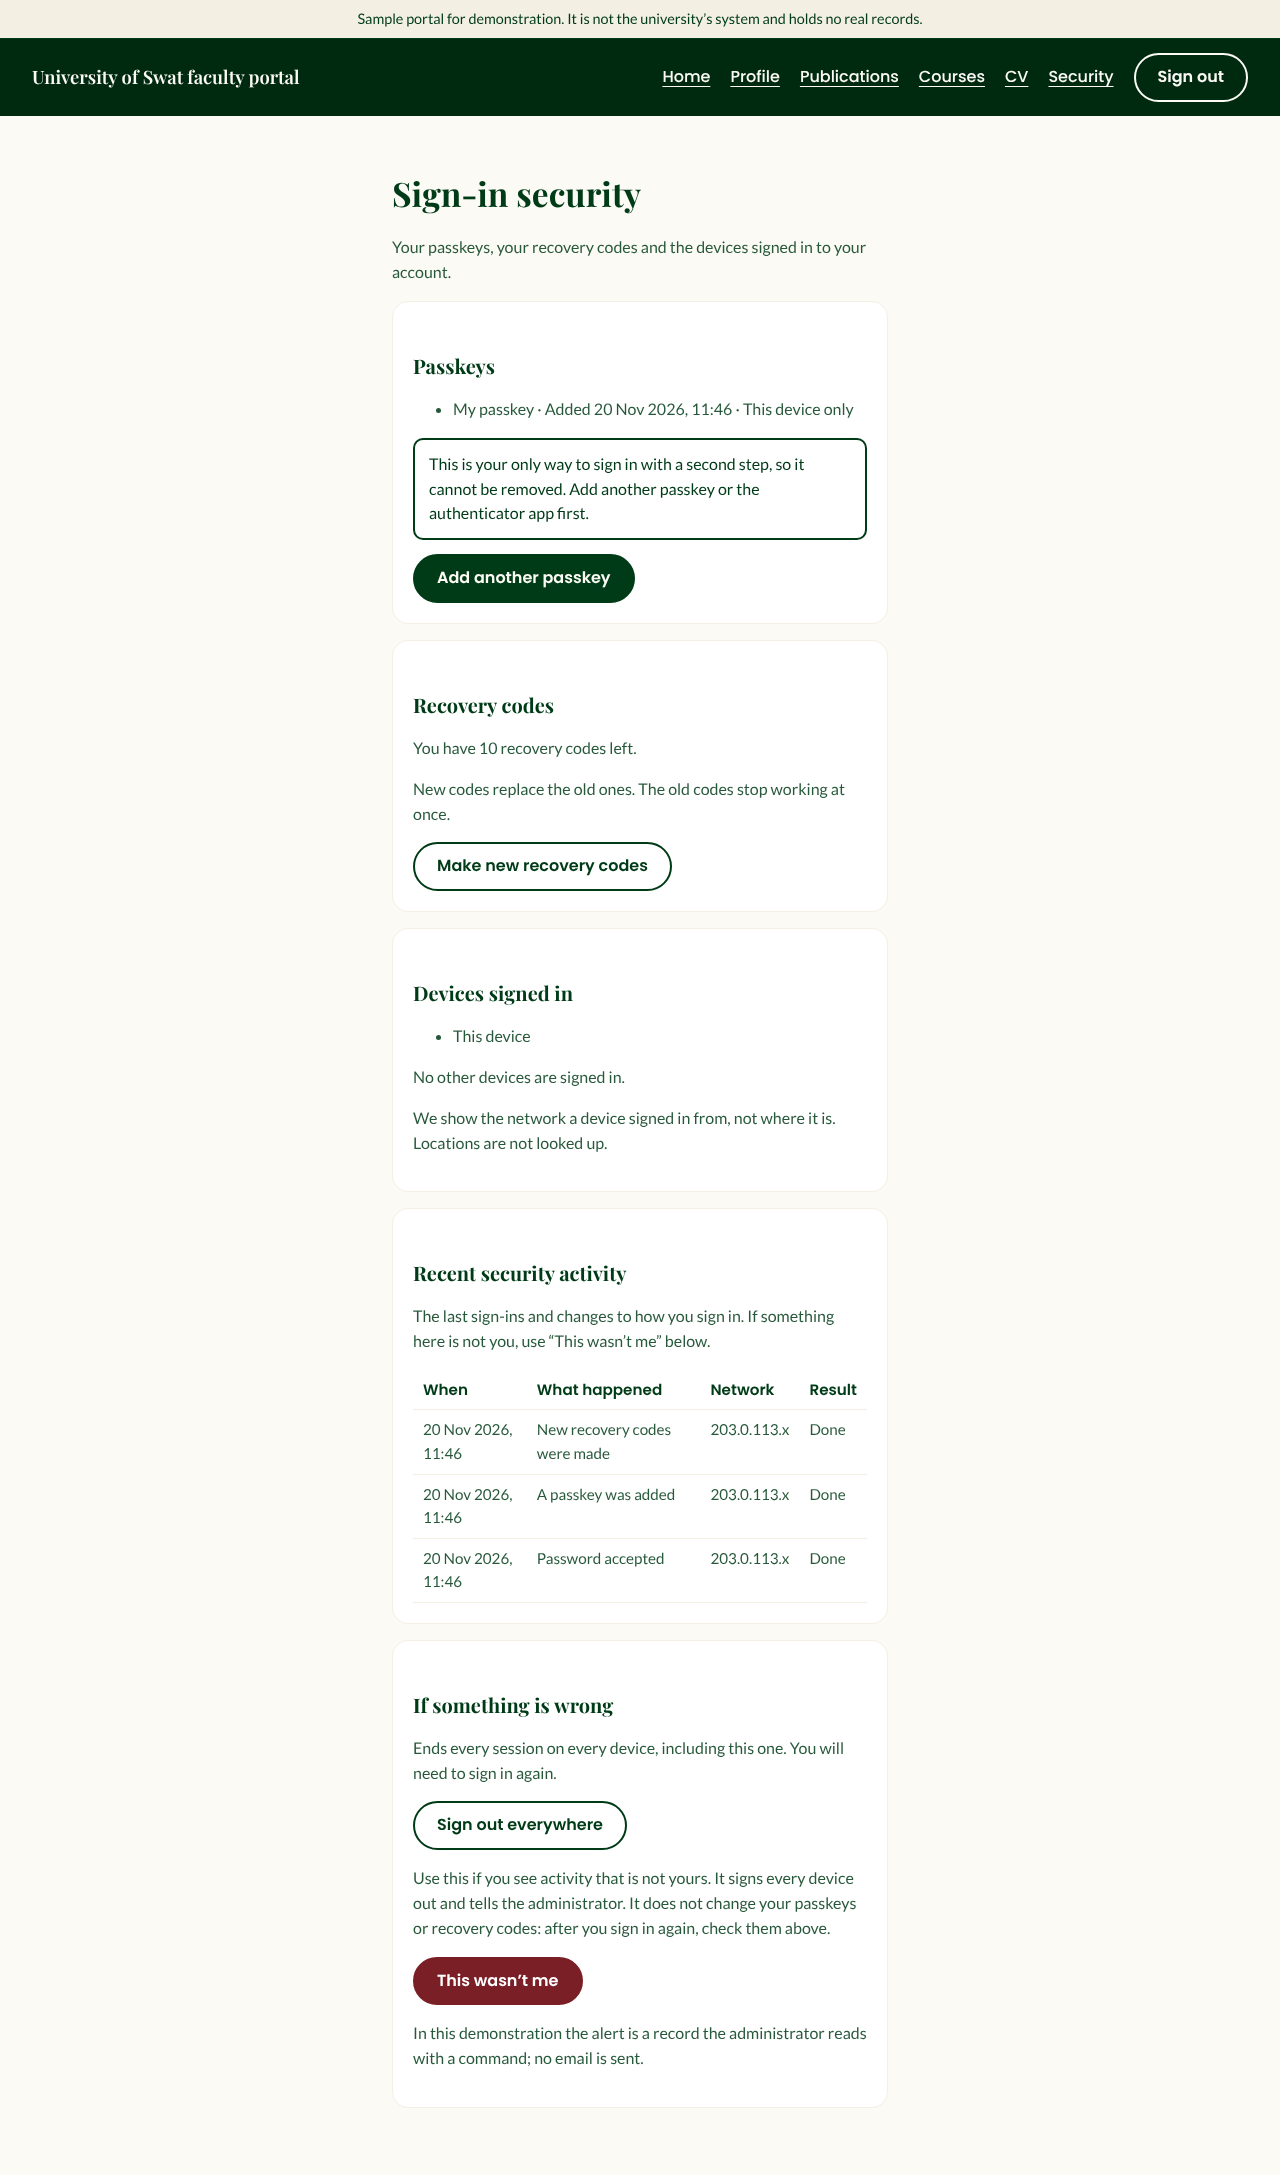 Sample portal for demonstration. It is not the university’s system and holds no real records.
University of Swat faculty portal
Home Profile Publications Courses CV Security Sign out
Sign-in security
Your passkeys, your recovery codes and the devices signed in to your
account.
Passkeys
• My passkey · Added 20 Nov 2026, 11:46 · This device only
This is your only way to sign in with a second step, so it
cannot be removed. Add another passkey or the
authenticator app first.
Add another passkey
Recovery codes
You have 10 recovery codes left.
New codes replace the old ones. The old codes stop working at
once.
Make new recovery codes
Devices signed in
• This device
No other devices are signed in.
We show the network a device signed in from, not where it is.
Locations are not looked up.
Recent security activity
The last sign-ins and changes to how you sign in. If something
here is not you, use “This wasn’t me” below.
When What happened Network Result
20 Nov 2026, New recovery codes 203.0.113.x Done
11:46 were made
20 Nov 2026, A passkey was added 203.0.113.x Done
11:46
20 Nov 2026, Password accepted 203.0.113.x Done
11:46
If something is wrong
Ends every session on every device, including this one. You will
need to sign in again.
Sign out everywhere
Use this if you see activity that is not yours. It signs every device
out and tells the administrator. It does not change your passkeys
or recovery codes: after you sign in again, check them above.
This wasn’t me
In this demonstration the alert is a record the administrator reads
with a command; no email is sent.